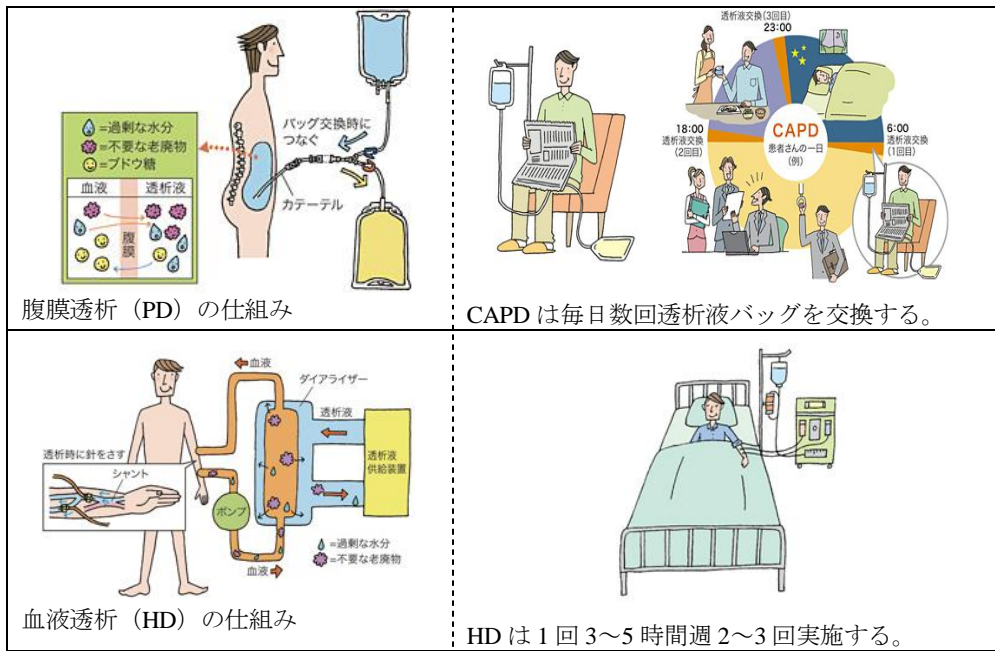 バッグ交換時に
つなぐ
カテーテル
=過剰な水分
=不要な老廃物
=ブドウ糖
血液
透析液
腹膜
腹膜透析（PD）の仕組み
透析液交換(3回目)
23:00
18:00
透析液交換
(2回目)
CAPD
患者さんの一日
(例)
6:00
透析液交換
(1回目)
CAPD は毎日数回透析液バッグを交換する。
血液
ダイアライザー
透析液
透析液
供給装置
透析時に針をさす
シャント
ポンプ
血液
=過剰な水分
=不要な老廃物
血液透析（HD）の仕組み
HD は 1 回 3～5 時間週 2～3 回実施する。